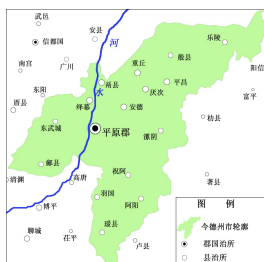 武邑
安县
河
乐陵
信都国
般县
阳信
重丘
南宫
广川
平昌
鬲县
东阳
厌次
水
富平
绎幕
安德
厝县
东武城
平原郡
漯阴
枋县
鄃县
祝阿
清渊
高唐
著县
羽国
阿阳
博平
图 例
瑗县
今德州市轮廓
聊城
茌平
卢县
郡国治所
县治所